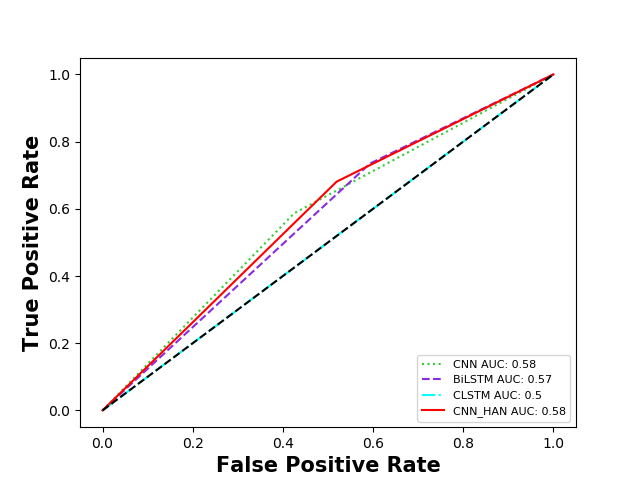 1.0
0.8
0.6
0.4
0.2
0.0
True Positive Rate
CNN AUC: 0.58
BiLSTM AUC: 0.57
CLSTM AUC: 0.5
CNN_HAN AUC: 0.58
0.0 0.2 0.4 0.6 0.8 1.0
False Positive Rate